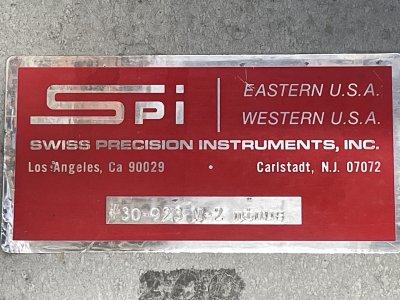 SPi
EASTERN U.S.A.
WESTERN U.S.A.
SWISS PRECISION INSTRUMENTS, INC.
Los Angeles, Ca 90029 • Carlstadt, N.J. 07072